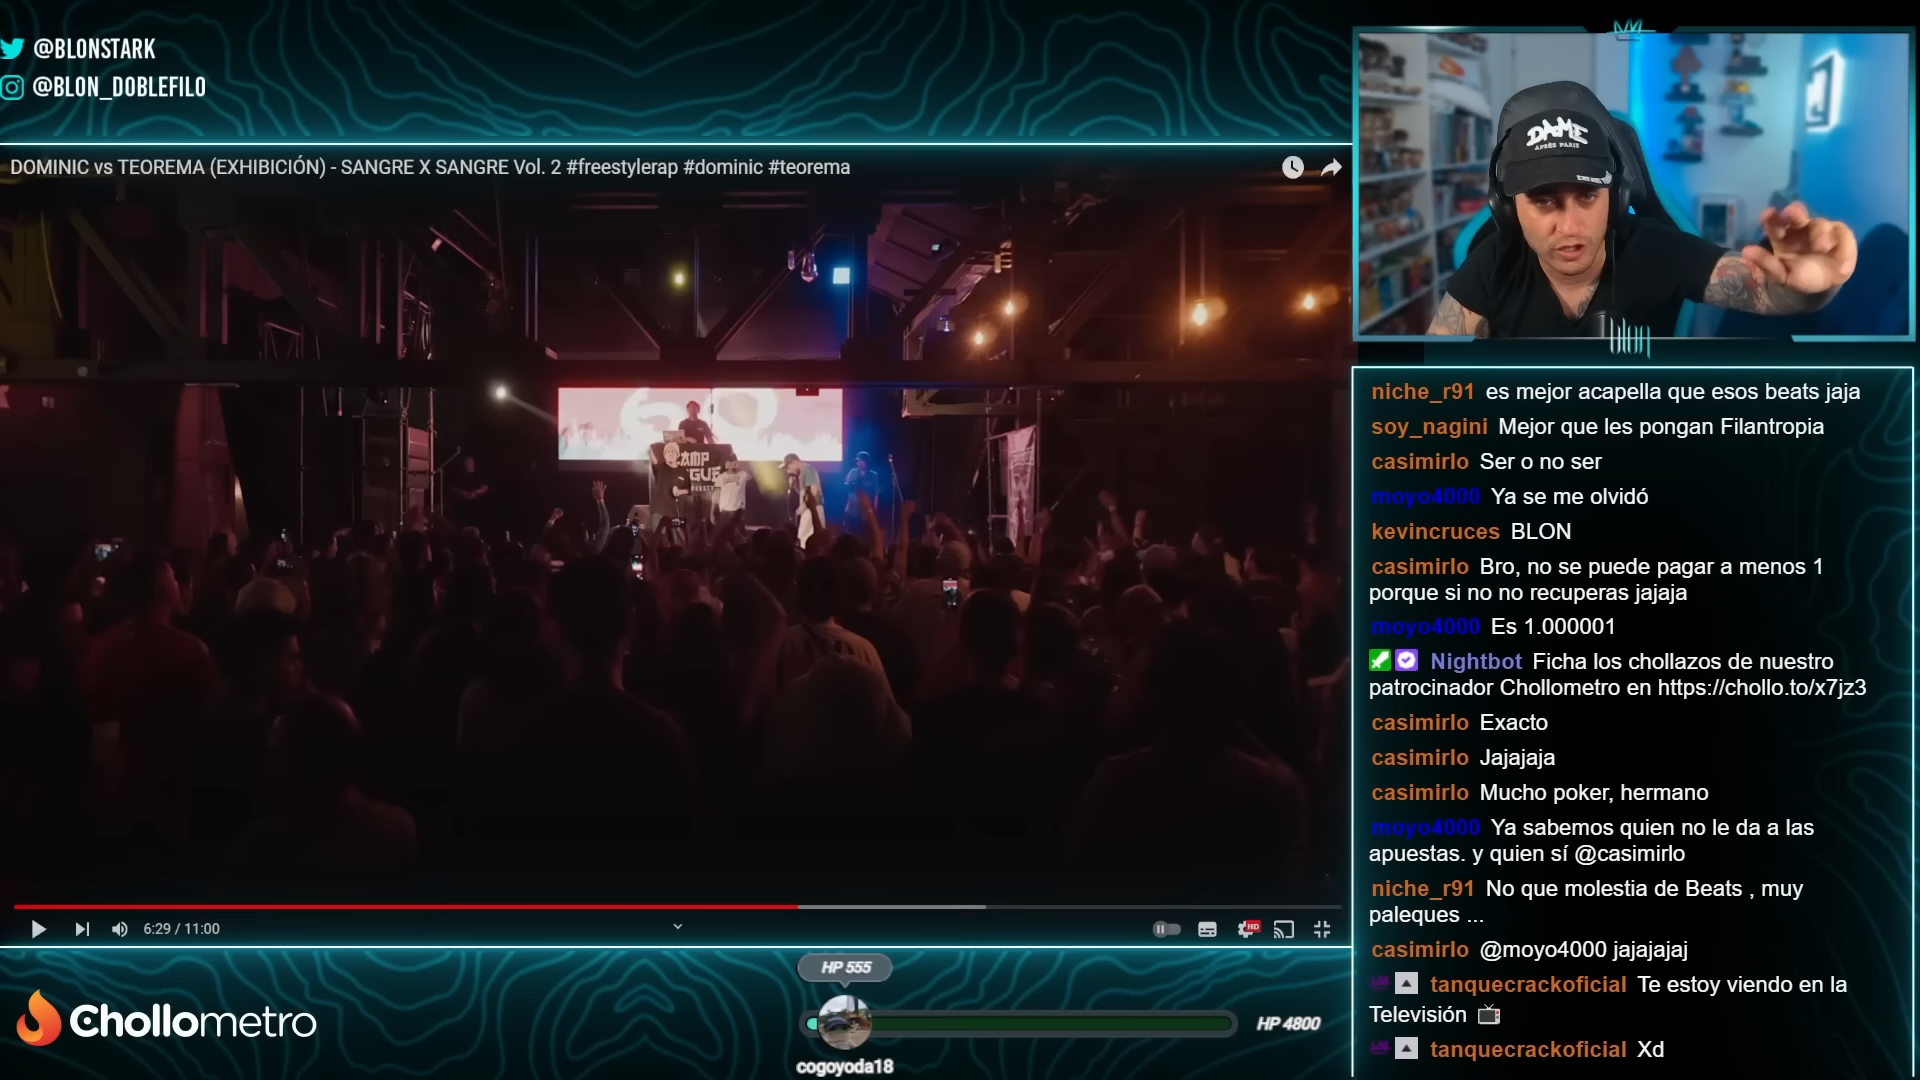 @BLONSTARK
@BLON_DOBLEFILO
DOMINIC vs TEOREMA (EXHIBICIÓN) - SANGRE X SANGRE Vol. 2 #freestylerap #dominic #teorema
DAME
APRÈS PARIS
niche_r91 es mejor acapella que esos beats jaja
soy_nagini Mejor que les pongan Filantropia
casimirlo Ser o no ser
moyo4000 Ya se me olvidó
kevincruces BLON
casimirlo Bro, no se puede pagar a menos 1
porque si no no recuperas jajaja
moyo4000 Es 1.000001
Nightbot Ficha los chollazos de nuestro
patrocinador Chollometro en https://chollo.to/x7jz3
casimirlo Exacto
casimirlo Jajajaja
casimirlo Mucho poker, hermano
moyo4000 Ya sabemos quien no le da a las
apuestas. y quien sí @casimirlo
niche_r91 No que molestia de Beats , muy
paleques ...
casimirlo @moyo4000 jajajajaj
tanquecrackoficial Te estoy viendo en la
Televisión 📺
tanquecrackoficial Xd
6:29 / 11:00
HD
HP 555
HP 4800
cogoyoda18
Chollometro